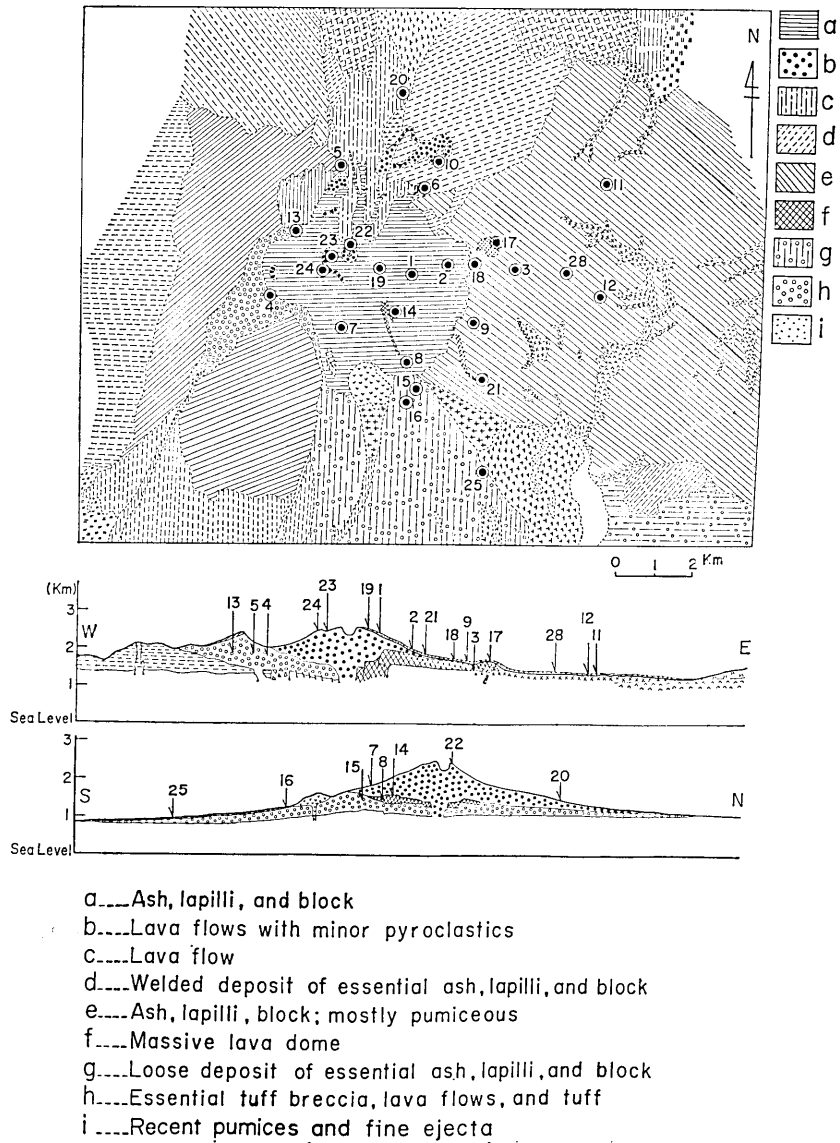 N
a
b
c
d
e
f
g
h
i
20
5
10
6
11
13
22
17
23
24
19
1
2
18
3
28
12
4
14
7
9
8
15
21
16
25
0 1 2 Km
(Km)
3
2
1
Sea Level
W
E
13 5 4 24 23 19 1 2 21 18 9 3 17 28 12 11
3
2
1
Sea Level
S
N
25 16 15 7 8 14 22 20
a----Ash, lapilli, and block
b----Lava flows with minor pyroclastics
c----Lava flow
d----Welded deposit of essential ash, lapilli, and block
e----Ash, lapilli, block; mostly pumiceous
f----Massive lava dome
g----Loose deposit of essential ash, lapilli, and block
h----Essential tuff breccia, lava flows, and tuff
i----Recent pumices and fine ejecta